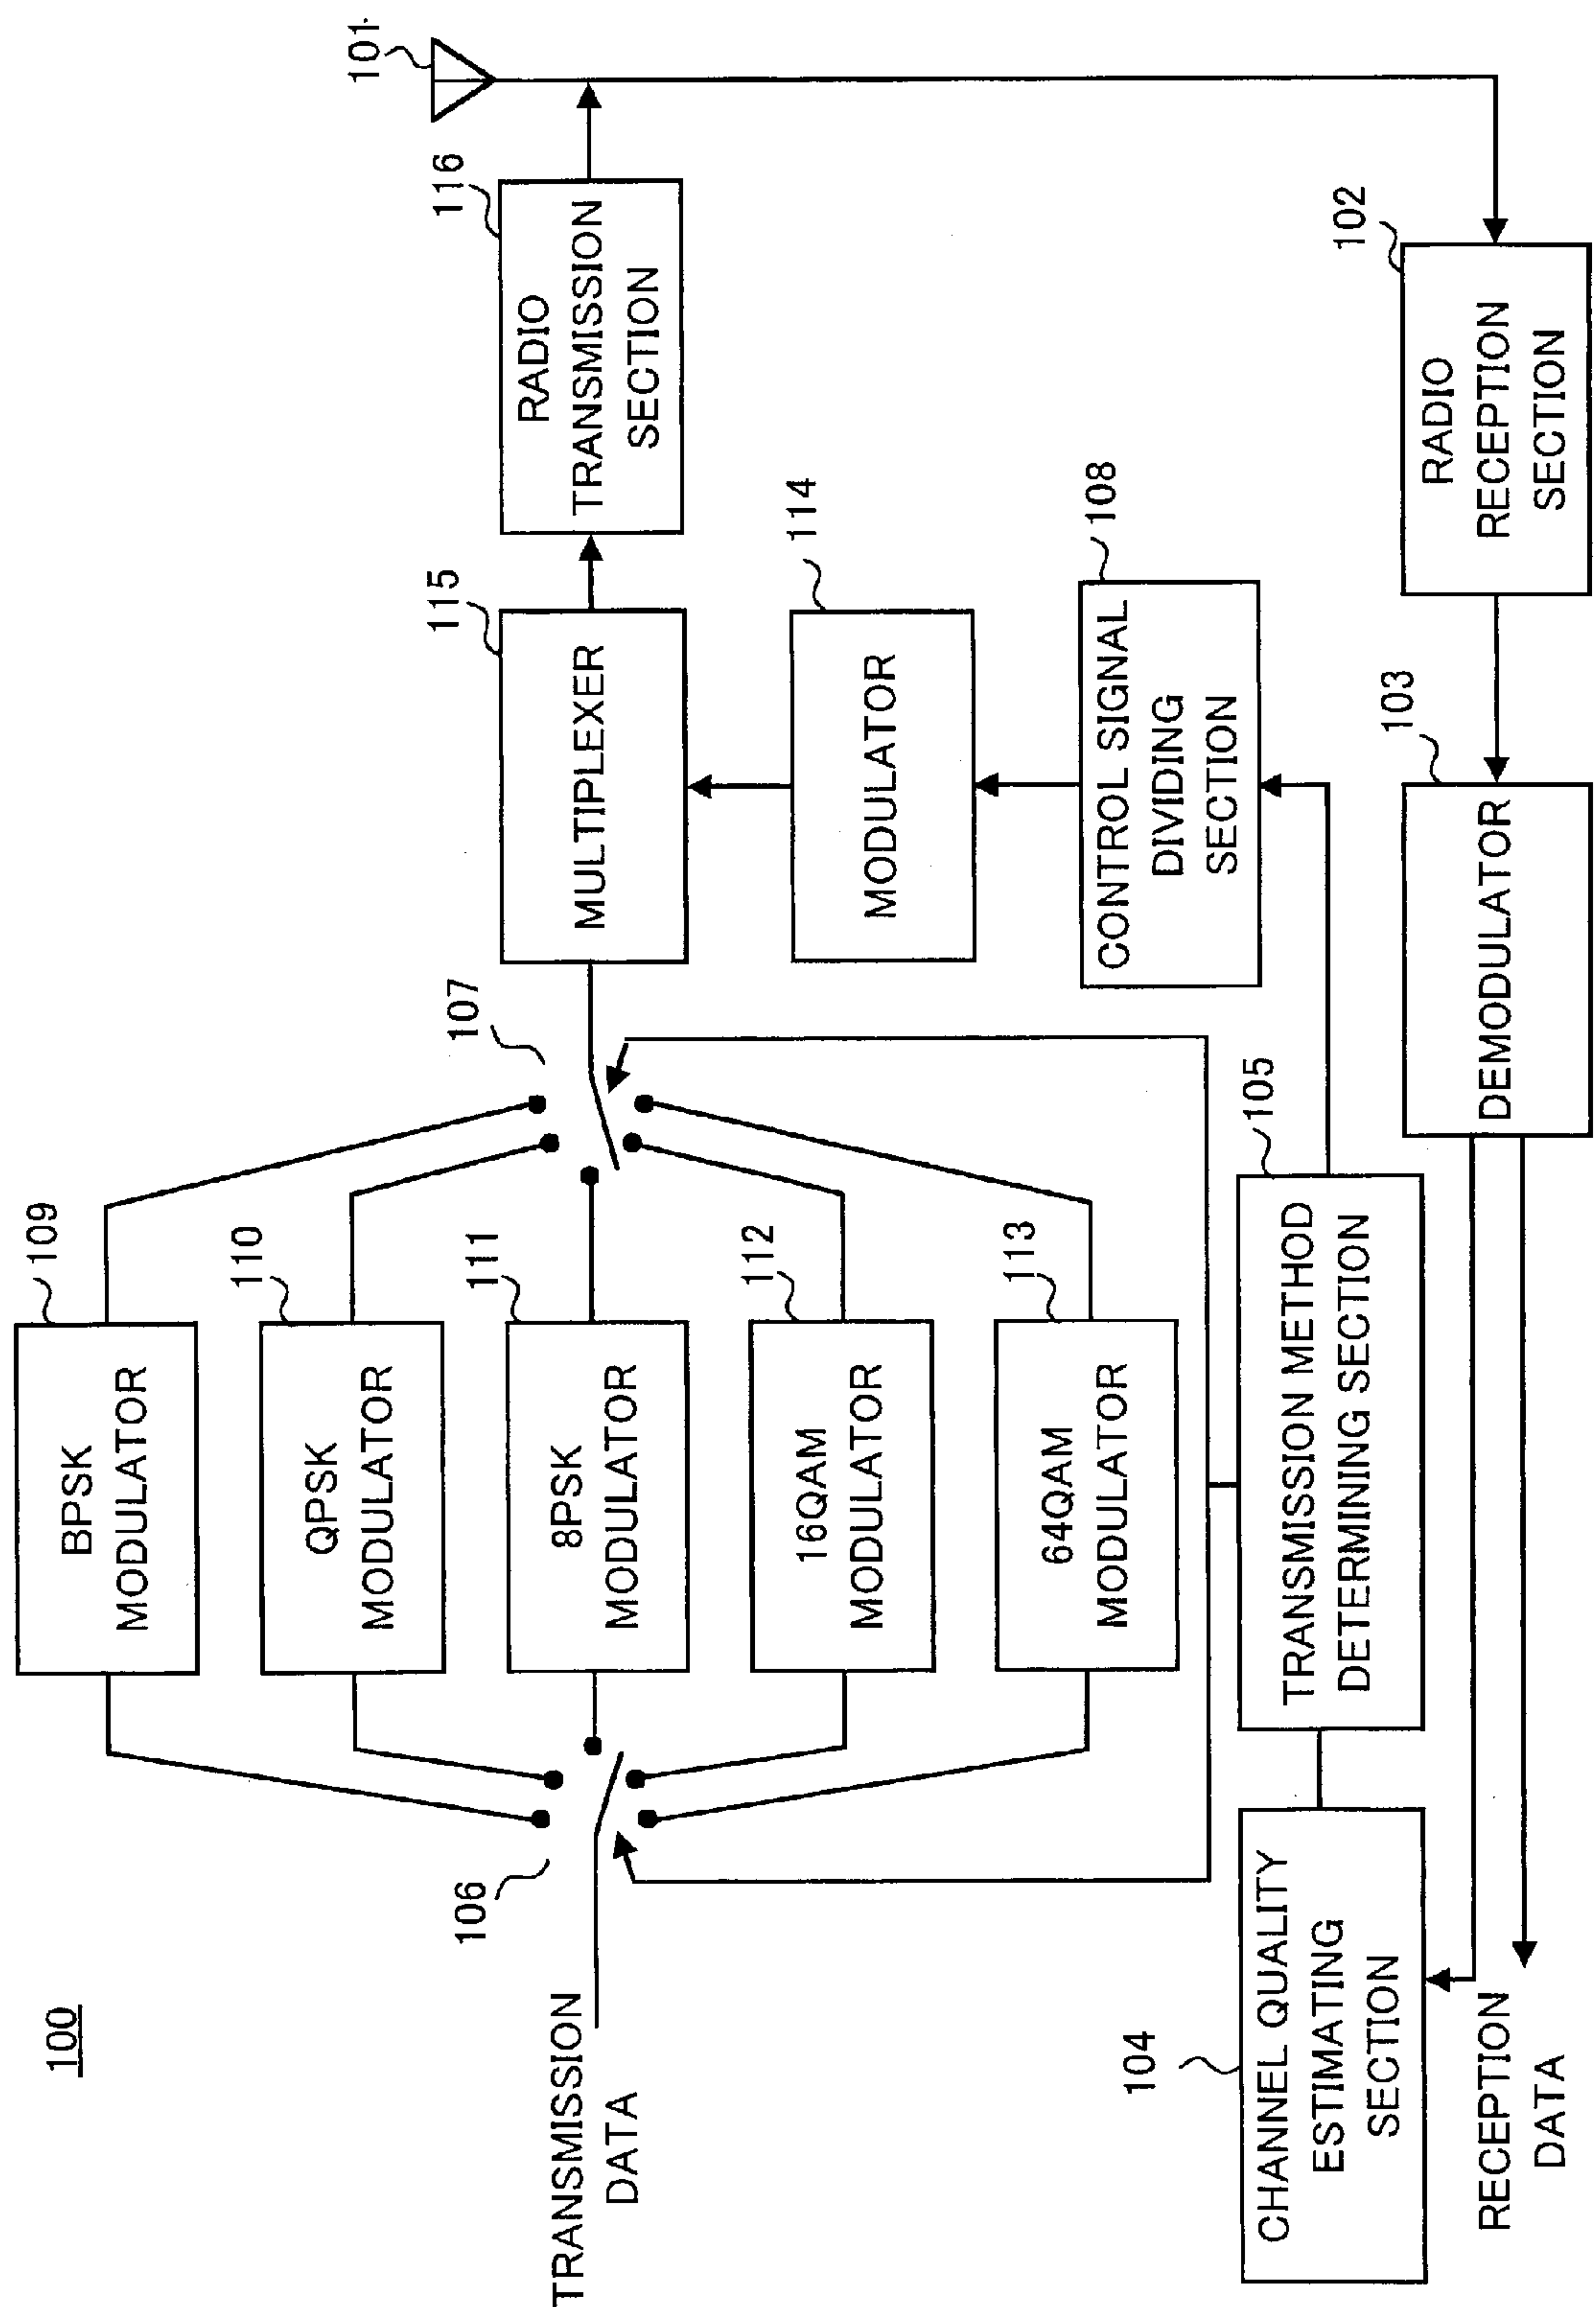 100
TRANSMISSION
DATA
106
BPSK
MODULATOR
109
QPSK
MODULATOR
110
8PSK
MODULATOR
111
16QAM
MODULATOR
112
64QAM
MODULATOR
113
107
MULTIPLEXER
115
RADIO
TRANSMISSION
SECTION
116
101
MODULATOR
114
CONTROL SIGNAL
DIVIDING
SECTION
108
104
CHANNEL QUALITY
ESTIMATING
SECTION
TRANSMISSION METHOD
DETERMINING SECTION
105
RECEPTION
DATA
DEMODULATOR
103
RADIO
RECEPTION
SECTION
102